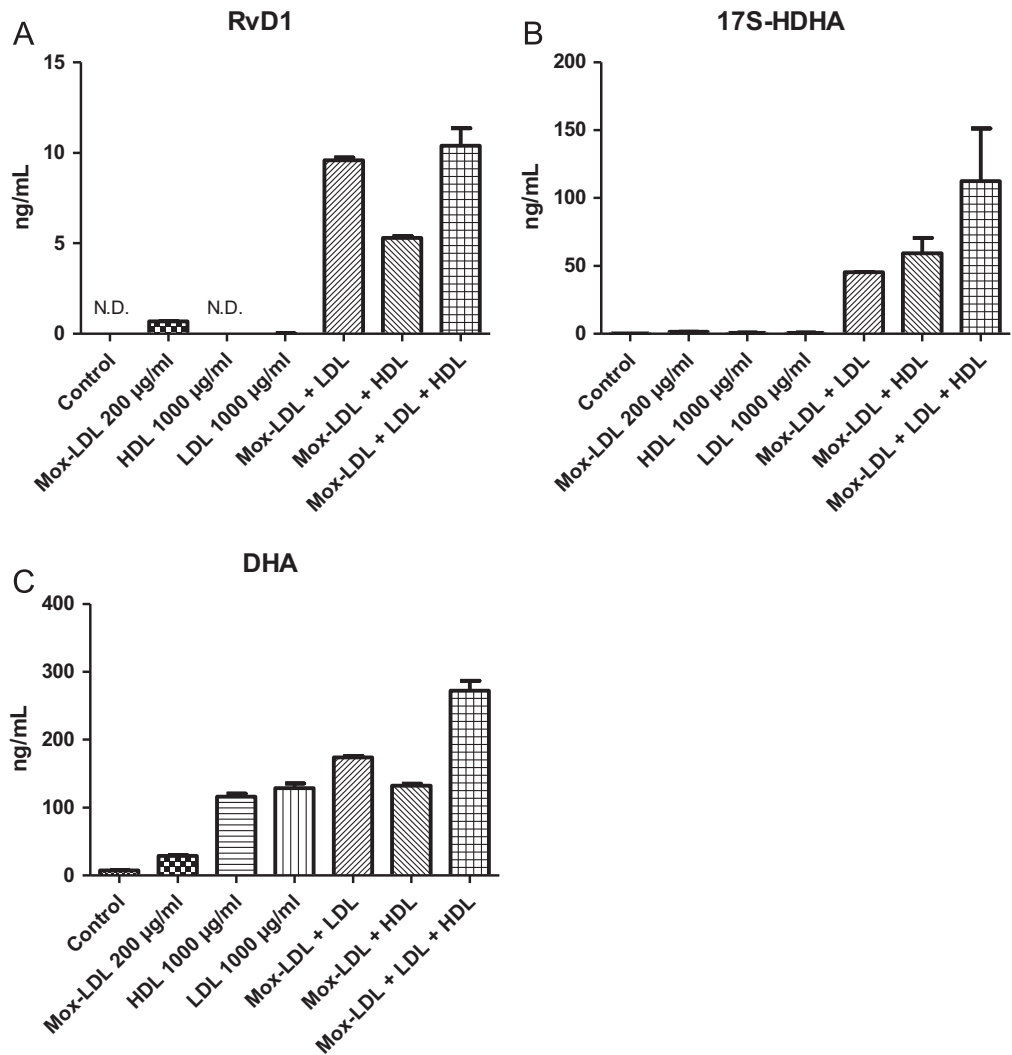 A
RvD1
15
10
5
0
ng/mL
N.D.
N.D.
Control
Mox-LDL 200 µg/ml
HDL 1000 µg/ml
LDL 1000 µg/ml
Mox-LDL + LDL
Mox-LDL + HDL
Mox-LDL + LDL + HDL
B
17S-HDHA
200
150
100
50
0
ng/mL
Control
Mox-LDL 200 µg/ml
HDL 1000 µg/ml
LDL 1000 µg/ml
Mox-LDL + LDL
Mox-LDL + HDL
Mox-LDL + LDL + HDL
C
DHA
400
300
200
100
0
ng/mL
Control
Mox-LDL 200 µg/ml
HDL 1000 µg/ml
LDL 1000 µg/ml
Mox-LDL + LDL
Mox-LDL + HDL
Mox-LDL + LDL + HDL